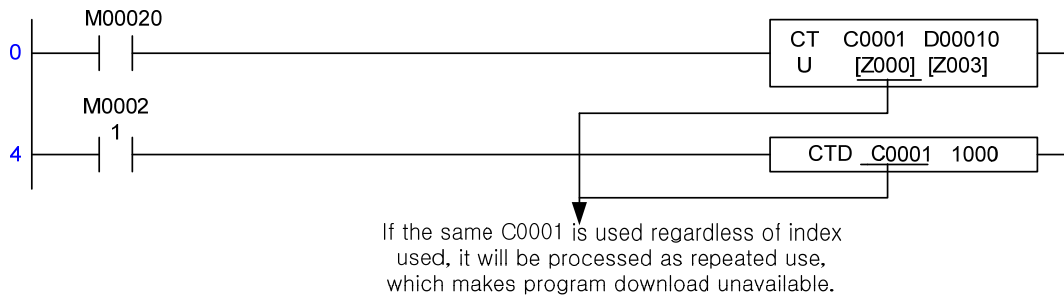 M00020
0
CT C0001 D00010
U [Z000] [Z003]
M0002
1
4
CTD C0001 1000
If the same C0001 is used regardless of index
used, it will be processed as repeated use,
which makes program download unavailable.